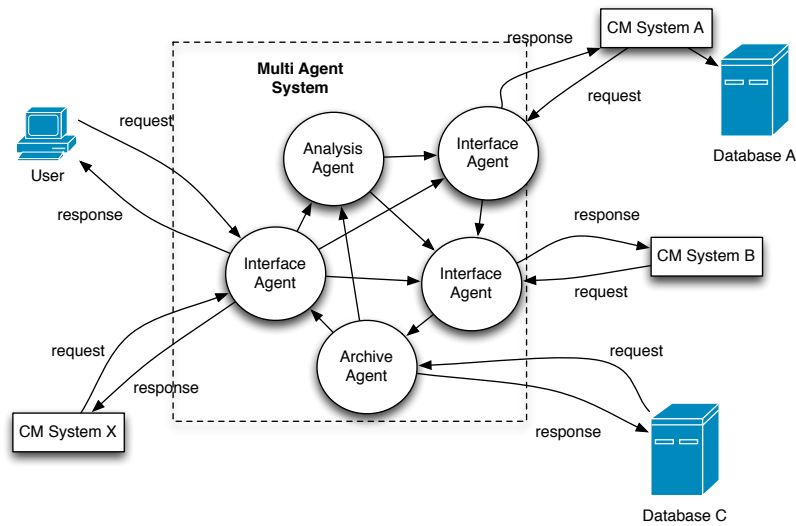 CM System A
response
Multi Agent
System
request
request
Interface
Agent
Analysis
Agent
Database A
User
response
response
Interface
Agent
Interface
Agent
CM System B
request
request
Archive
Agent
request
response
CM System X
response
Database C